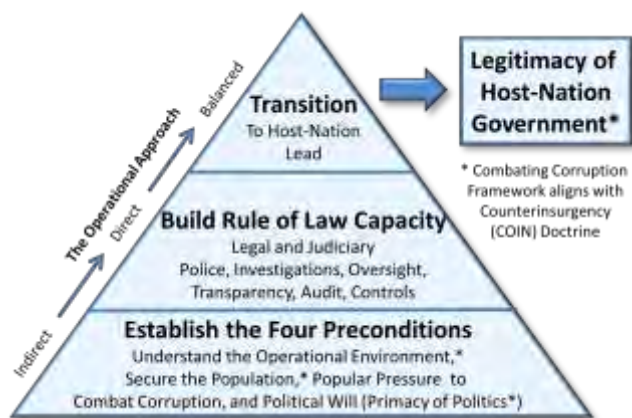 Transition
To Host-Nation
Lead
Build Rule of Law Capacity
Legal and Judiciary
Police, Investigations, Oversight,
Transparency, Audit, Controls
Establish the Four Preconditions
Understand the Operational Environment,*
Secure the Population,* Popular Pressure to
Combat Corruption, and Political Will (Primacy of Politics*)
The Operational Approach
Indirect
Direct
Balanced
Legitimacy of
Host-Nation
Government*
* Combating Corruption
Framework aligns with
Counterinsurgency
(COIN) Doctrine